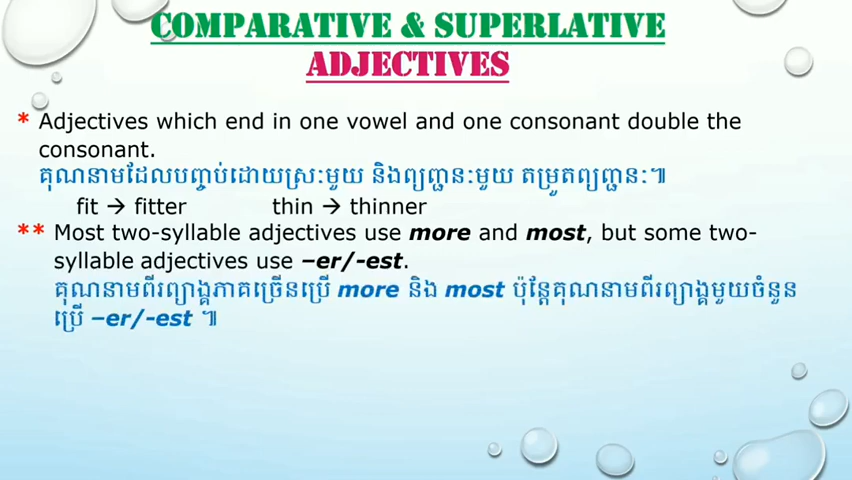 COMPARATIVE & SUPERLATIVE
ADJECTIVES
* Adjectives which end in one vowel and one consonant double the
consonant.
គុណនាមដែលបញ្ចប់ដោយស្រៈមួយ និងព្យញ្ជនៈមួយ តម្រួតព្យញ្ជនៈ៕
fit → fitter thin → thinner
** Most two-syllable adjectives use more and most, but some two-
syllable adjectives use –er/-est.
គុណនាមពីរព្យាង្គភាគច្រើនប្រើ more និង most ប៉ុន្តែគុណនាមពីរព្យាង្គមួយចំនួន
ប្រើ –er/-est ៕